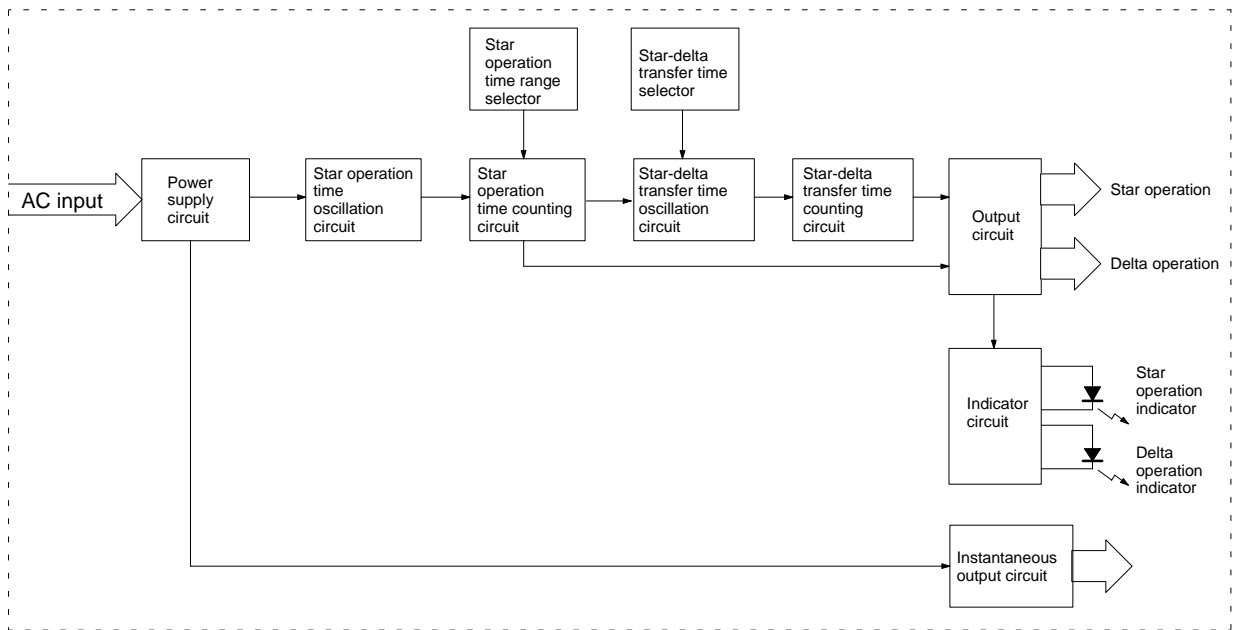 Star
operation
time range
selector
Star-delta
transfer time
selector
AC input
Power
supply
circuit
Star operation
time
oscillation
circuit
Star
operation
time counting
circuit
Star-delta
transfer time
oscillation circuit
Star-delta
transfer time
counting
circuit
Output
circuit
Star operation
Delta operation
Indicator
circuit
Star
operation
indicator
Delta
operation
indicator
Instantaneous
output circuit